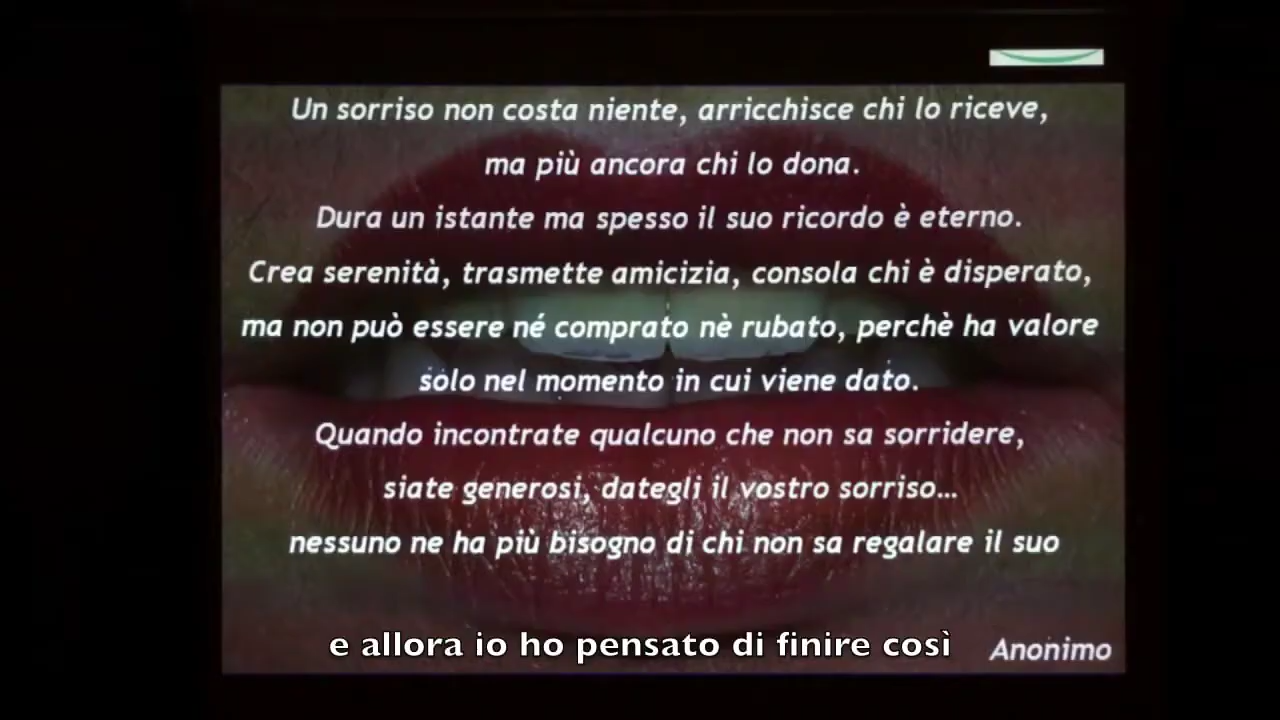 Un sorriso non costa niente, arricchisce chi lo riceve,
ma più ancora chi lo dona.
Dura un istante ma spesso il suo ricordo è eterno.
Crea serenità, trasmette amicizia, consola chi è disperato,
ma non può essere né comprato nè rubato, perchè ha valore
solo nel momento in cui viene dato.
Quando incontrate qualcuno che non sa sorridere,
siate generosi, dategli il vostro sorriso...
nessuno ne ha più bisogno di chi non sa regalare il suo
e allora io ho pensato di finire così
Anonimo